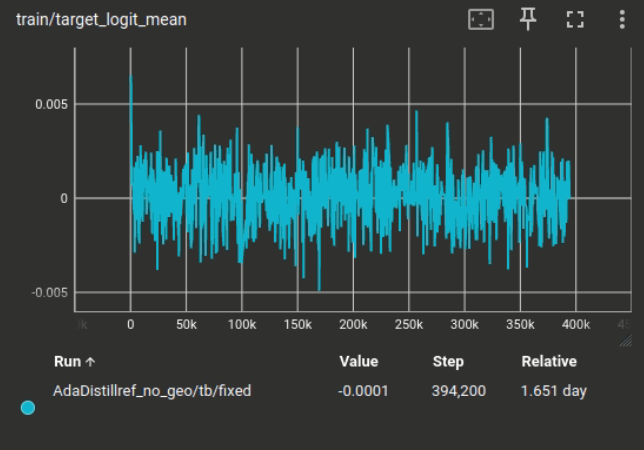 train/target_logit_mean
0.005
0
-0.005
0 50k 100k 150k 200k 250k 300k 350k 400k
Run ↑ Value Step Relative
AdaDistillref_no_geo/tb/fixed -0.0001 394,200 1.651 day